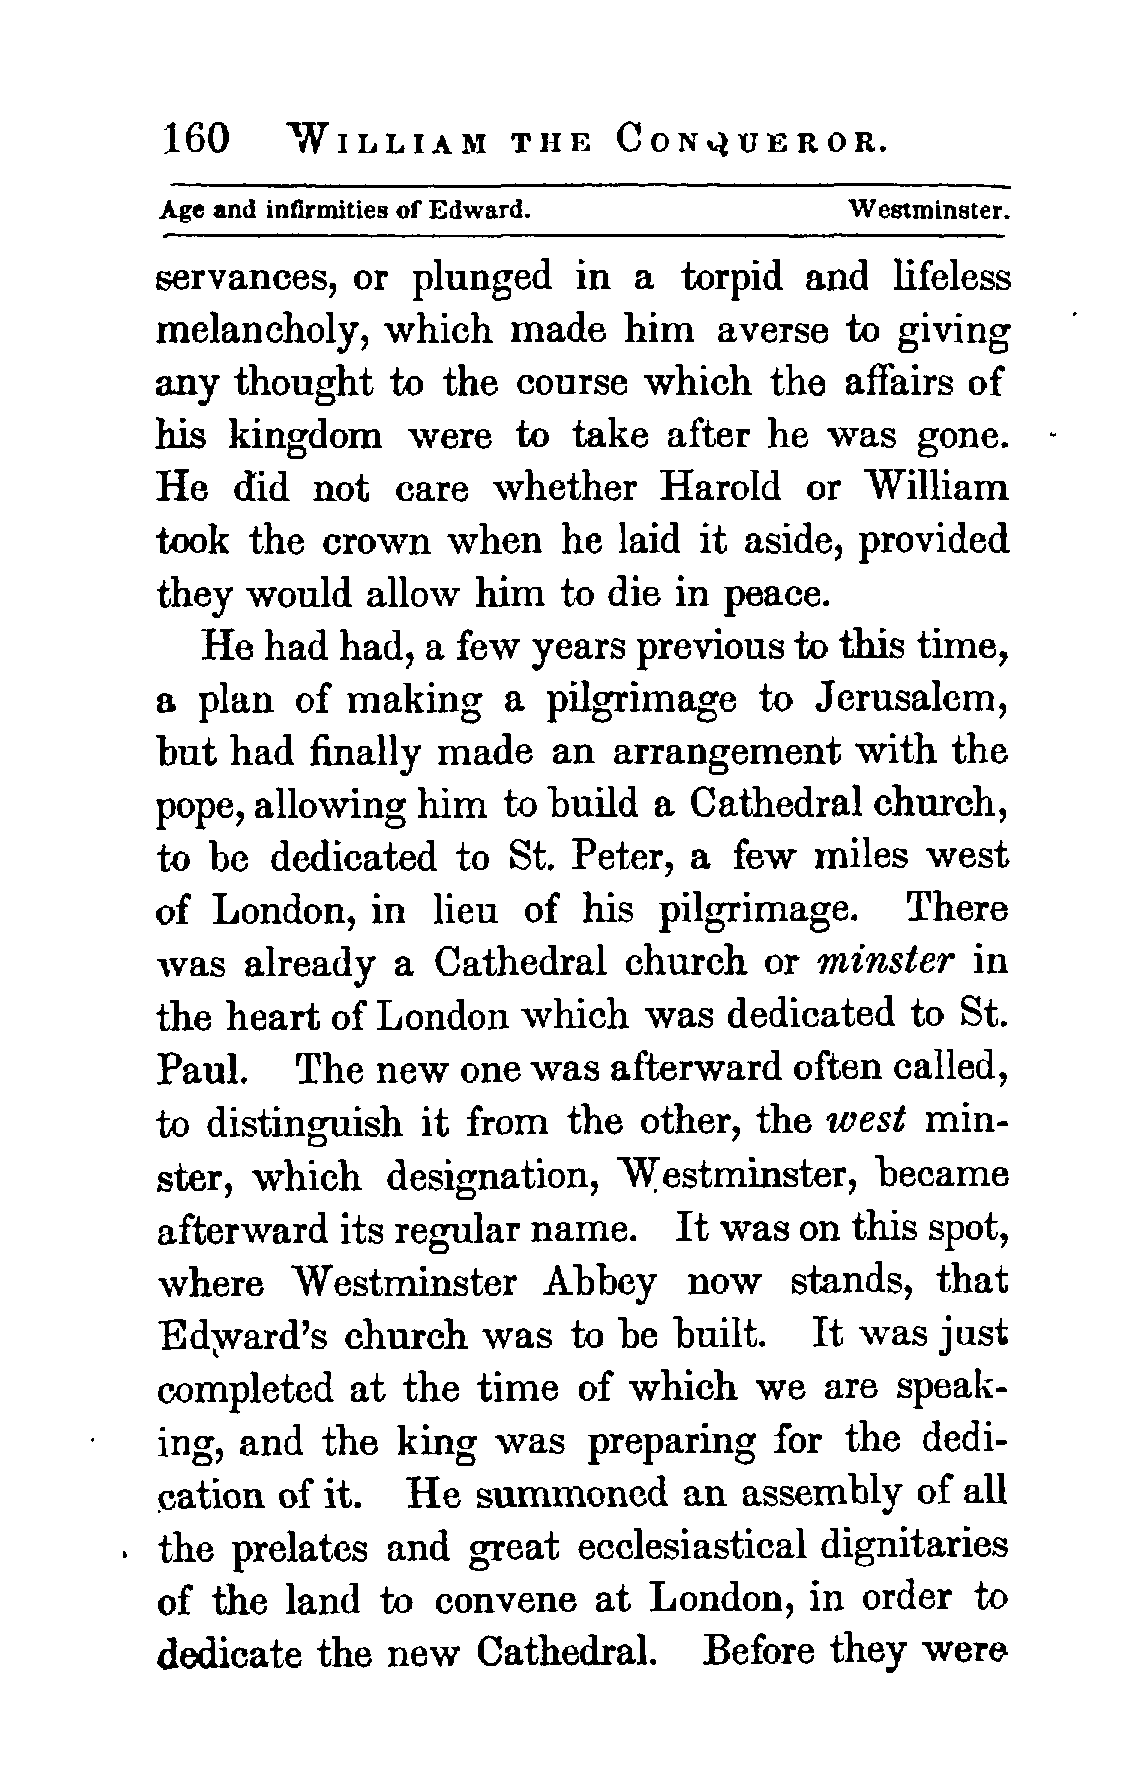 160 WILLIAM THE CONQUEROR.
Age and infirmities of Edward. Westminster.
servances, or plunged in a torpid and lifeless
melancholy, which made him averse to giving
any thought to the course which the affairs of
his kingdom were to take after he was gone.
He did not care whether Harold or William
took the crown when he laid it aside, provided
they would allow him to die in peace.
He had had, a few years previous to this time,
a plan of making a pilgrimage to Jerusalem,
but had finally made an arrangement with the
pope, allowing him to build a Cathedral church,
to be dedicated to St. Peter, a few miles west
of London, in lieu of his pilgrimage. There
was already a Cathedral church or minster in
the heart of London which was dedicated to St.
Paul. The new one was afterward often called,
to distinguish it from the other, the west min-
ster, which designation, Westminster, became
afterward its regular name. It was on this spot,
where Westminster Abbey now stands, that
Edward's church was to be built. It was just
completed at the time of which we are speak-
ing, and the king was preparing for the dedi-
cation of it. He summoned an assembly of all
the prelates and great ecclesiastical dignitaries
of the land to convene at London, in order to
dedicate the new Cathedral. Before they were